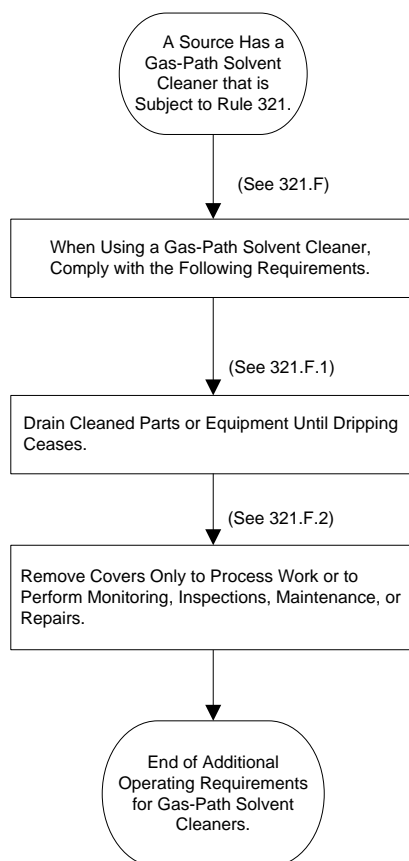 A Source Has a
Gas-Path Solvent
Cleaner that is
Subject to Rule 321.
(See 321.F)
When Using a Gas-Path Solvent Cleaner,
Comply with the Following Requirements.
(See 321.F.1)
Drain Cleaned Parts or Equipment Until Dripping
Ceases.
(See 321.F.2)
Remove Covers Only to Process Work or to
Perform Monitoring, Inspections, Maintenance, or
Repairs.
End of Additional
Operating Requirements
for Gas-Path Solvent
Cleaners.